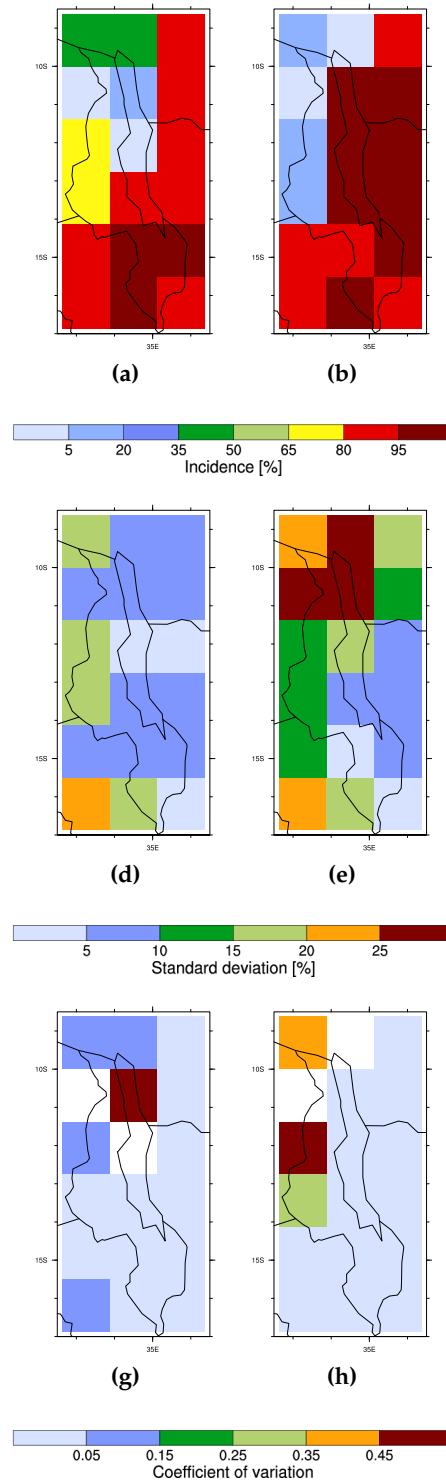 10S
10S
15S
15S
35E
35E
(a)
(b)
5 20 35 50 65 80 95
Incidence [%]
10S
10S
15S
15S
35E
35E
(d)
(e)
5 10 15 20 25
Standard deviation [%]
10S
10S
15S
15S
35E
35E
(g)
(h)
0.05 0.15 0.25 0.35 0.45
Coefficient of variation